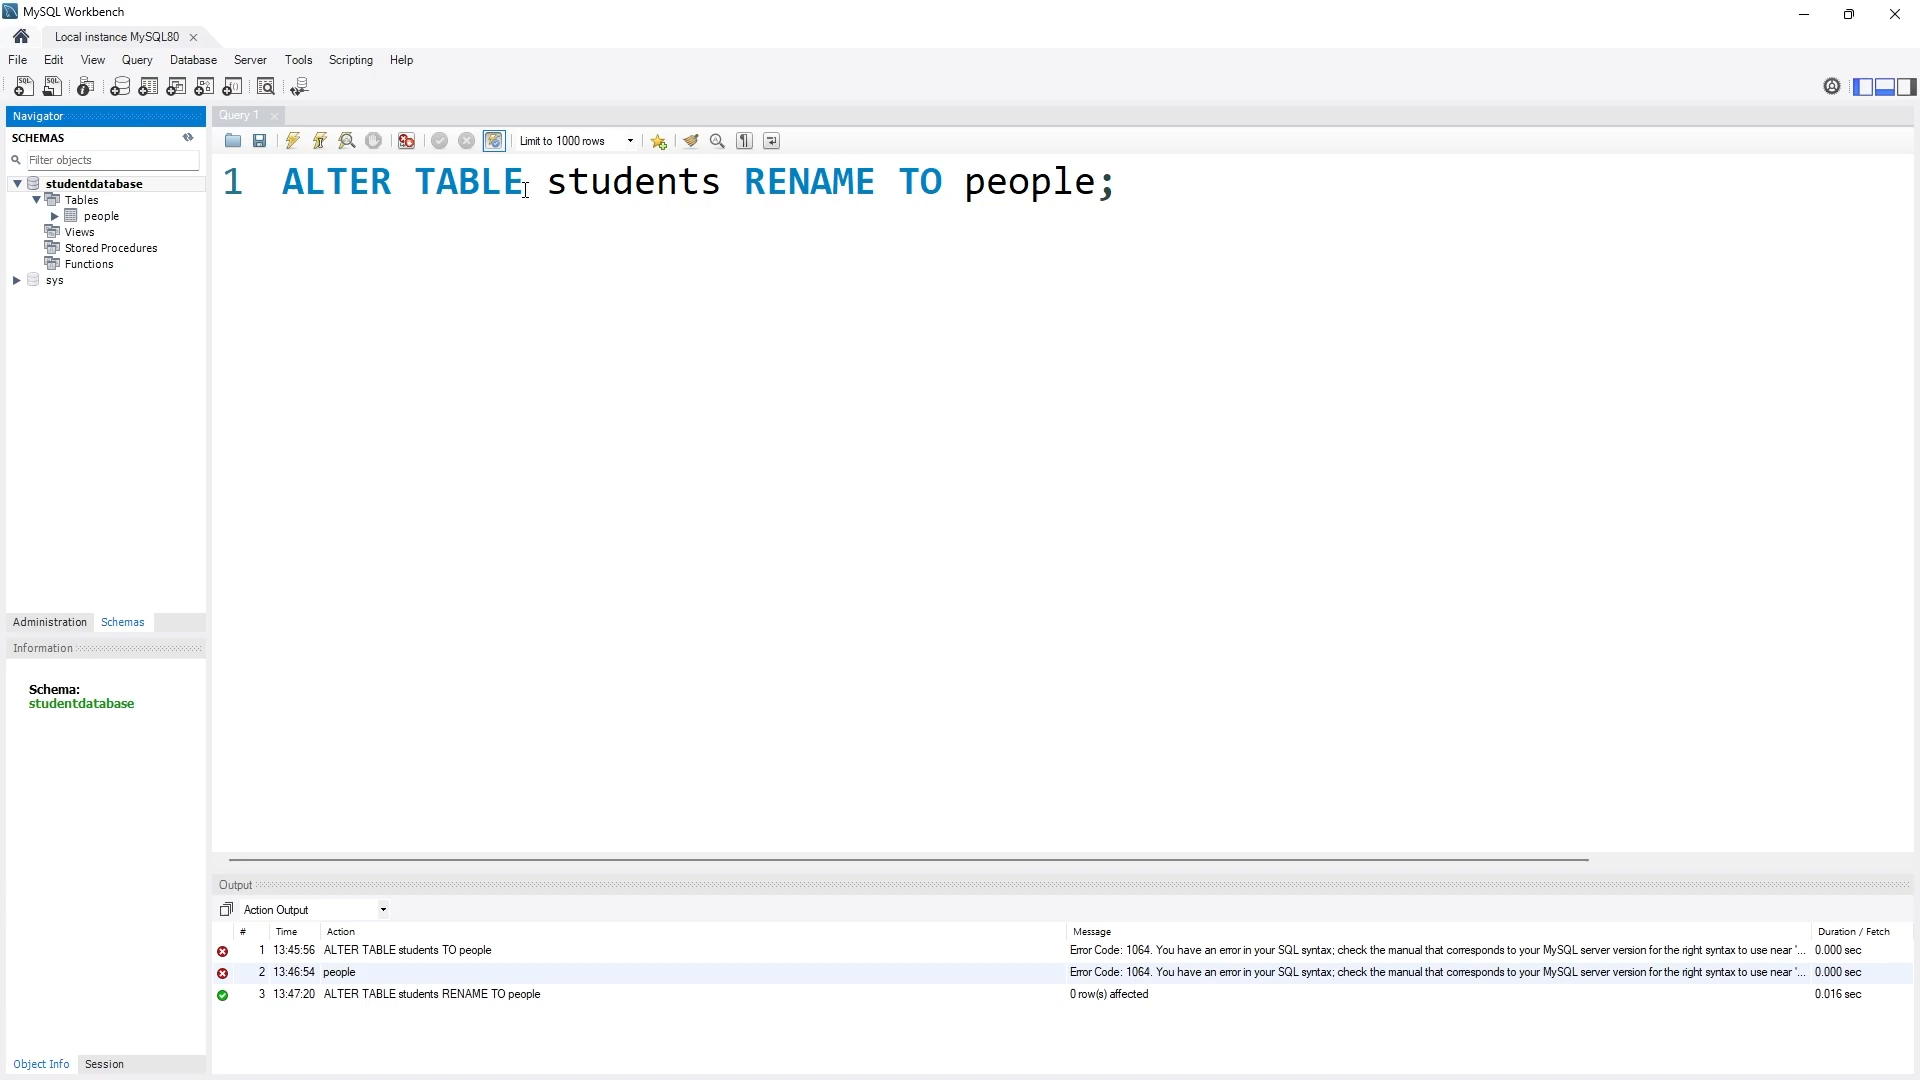 MySQL Workbench
Local instance MySQL80
File Edit View Query Database Server Tools Scripting Help
Navigator
SCHEMAS
Filter objects
studentdatabase
Tables
people
Views
Stored Procedures
Functions
sys
Administration Schemas
Information
Schema:
studentdatabase
Object Info Session
Query 1
Limit to 1000 rows
1 ALTER TABLE students RENAME TO people;
Output
Action Output
# Time Action Message Duration / Fetch
1 13:45:56 ALTER TABLE students TO people Error Code: 1064. You have an error in your SQL syntax; check the manual that corresponds to your MySQL server version for the right syntax to use near '... 0.000 sec
2 13:46:54 people Error Code: 1064. You have an error in your SQL syntax; check the manual that corresponds to your MySQL server version for the right syntax to use near '... 0.000 sec
3 13:47:20 ALTER TABLE students RENAME TO people 0 row(s) affected 0.016 sec